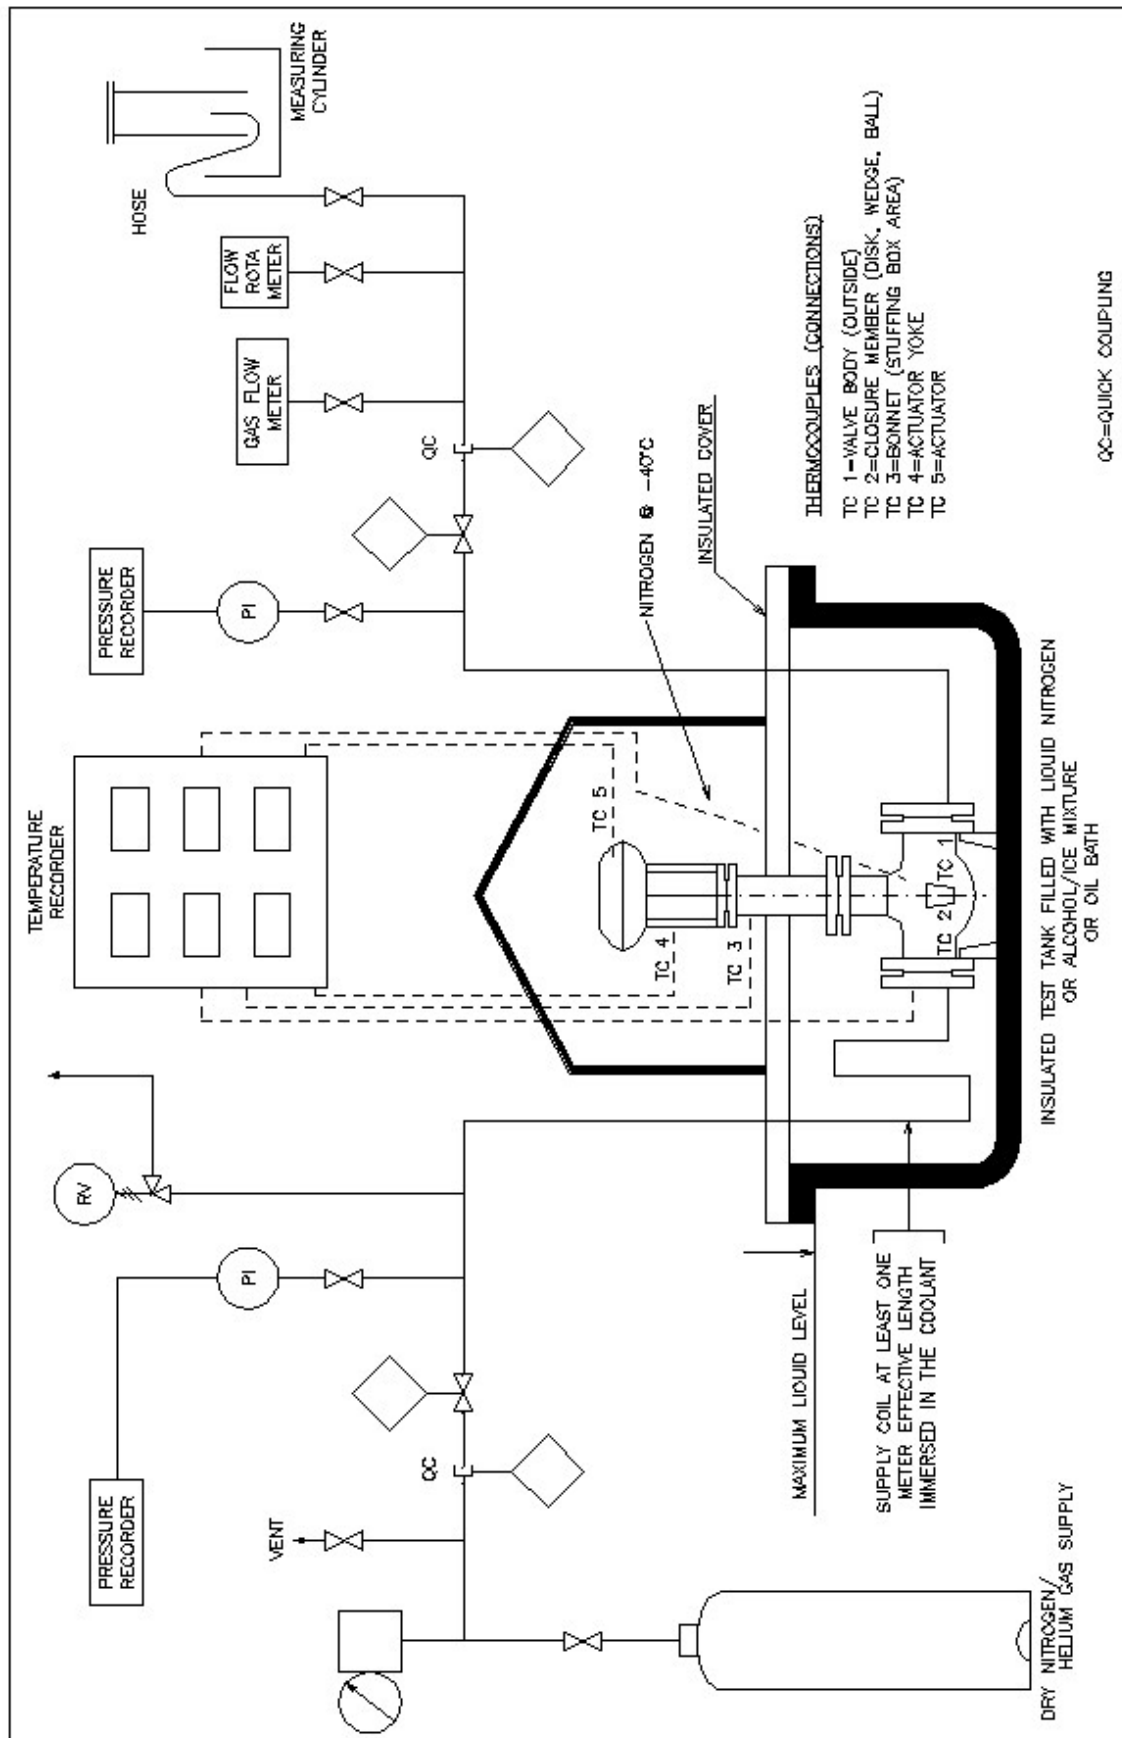 PRESSURE
RECORDER
PI
RV
VENT
QC
TEMPERATURE
RECORDER
PRESSURE
RECORDER
PI
QC
GAS FLOW
METER
FLOW
ROTA
METER
HOSE
MEASURING
CYLINDER
TC 5
TC 4
TC 3
TC 2
TC 1
NITROGEN @ -40°C
INSULATED COVER
THERMOCOUPLES (CONNECTIONS)
TC 1=VALVE BODY (OUTSIDE)
TC 2=CLOSURE MEMBER (DISK, WEDGE, BALL)
TC 3=BONNET (STUFFING BOX AREA)
TC 4=ACTUATOR YOKE
TC 5=ACTUATOR
MAXIMUM LIQUID LEVEL
SUPPLY COIL AT LEAST ONE
METER EFFECTIVE LENGTH
IMMERSED IN THE COOLANT
DRY NITROGEN/
HELIUM GAS SUPPLY
INSULATED TEST TANK FILLED WITH LIQUID NITROGEN
OR ALCOHOL/ICE MIXTURE
OR OIL BATH
QC=QUICK COUPLING